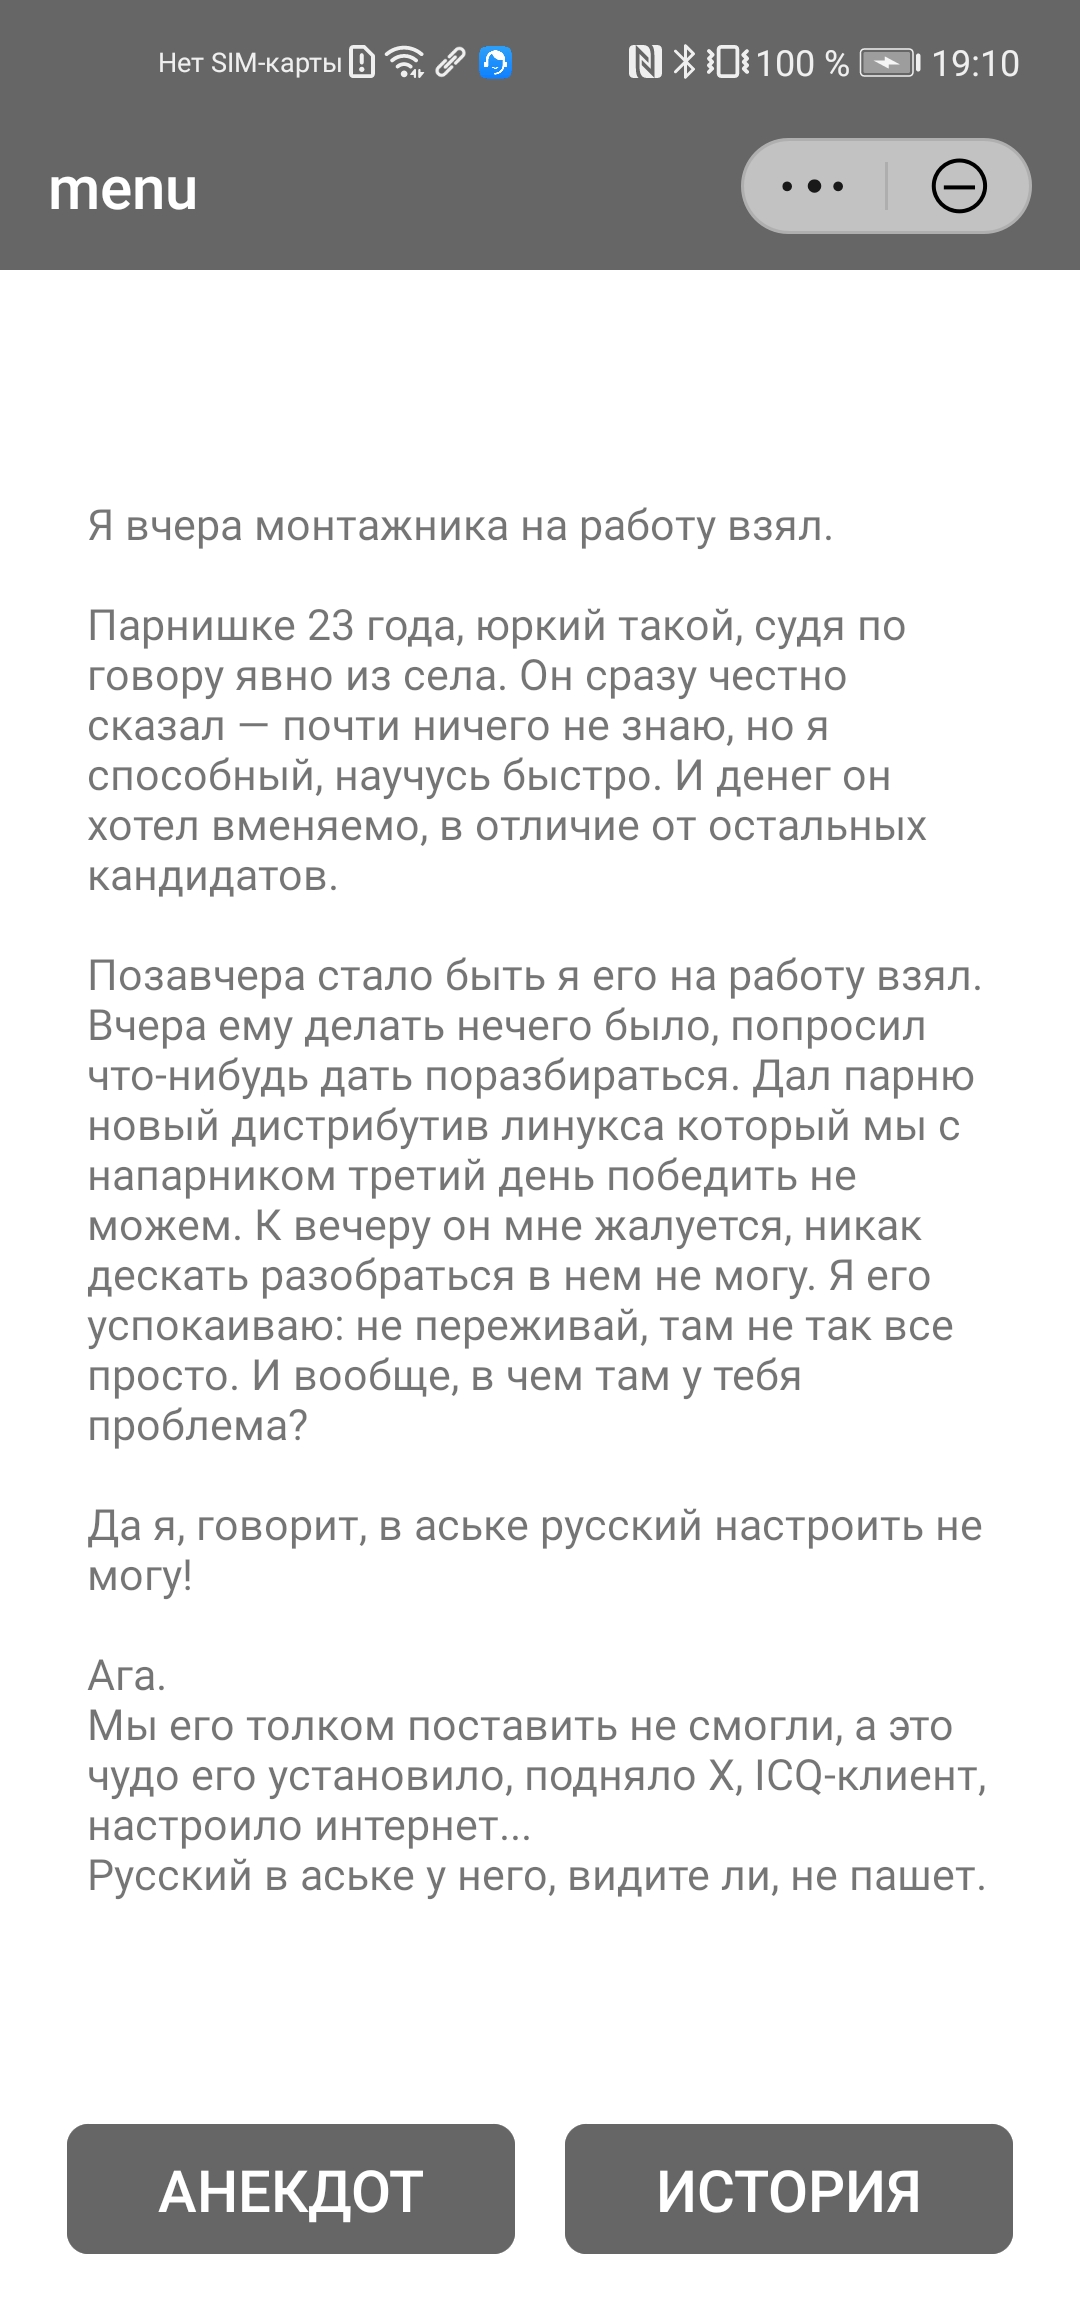 Нет SIM-карты 100 % 19:10
menu
Я вчера монтажника на работу взял.
Парнишке 23 года, юркий такой, судя по
говору явно из села. Он сразу честно
сказал — почти ничего не знаю, но я
способный, научусь быстро. И денег он
хотел вменяемо, в отличие от остальных
кандидатов.
Позавчера стало быть я его на работу взял.
Вчера ему делать нечего было, попросил
что-нибудь дать поразбираться. Дал парню
новый дистрибутив линукса который мы с
напарником третий день победить не
можем. К вечеру он мне жалуется, никак
дескать разобраться в нем не могу. Я его
успокаиваю: не переживай, там не так все
просто. И вообще, в чем там у тебя
проблема?
Да я, говорит, в аське русский настроить не
могу!
Ага.
Мы его толком поставить не смогли, а это
чудо его установило, подняло X, ICQ-клиент,
настроило интернет...
Русский в аське у него, видите ли, не пашет.
АНЕКДОТ
ИСТОРИЯ